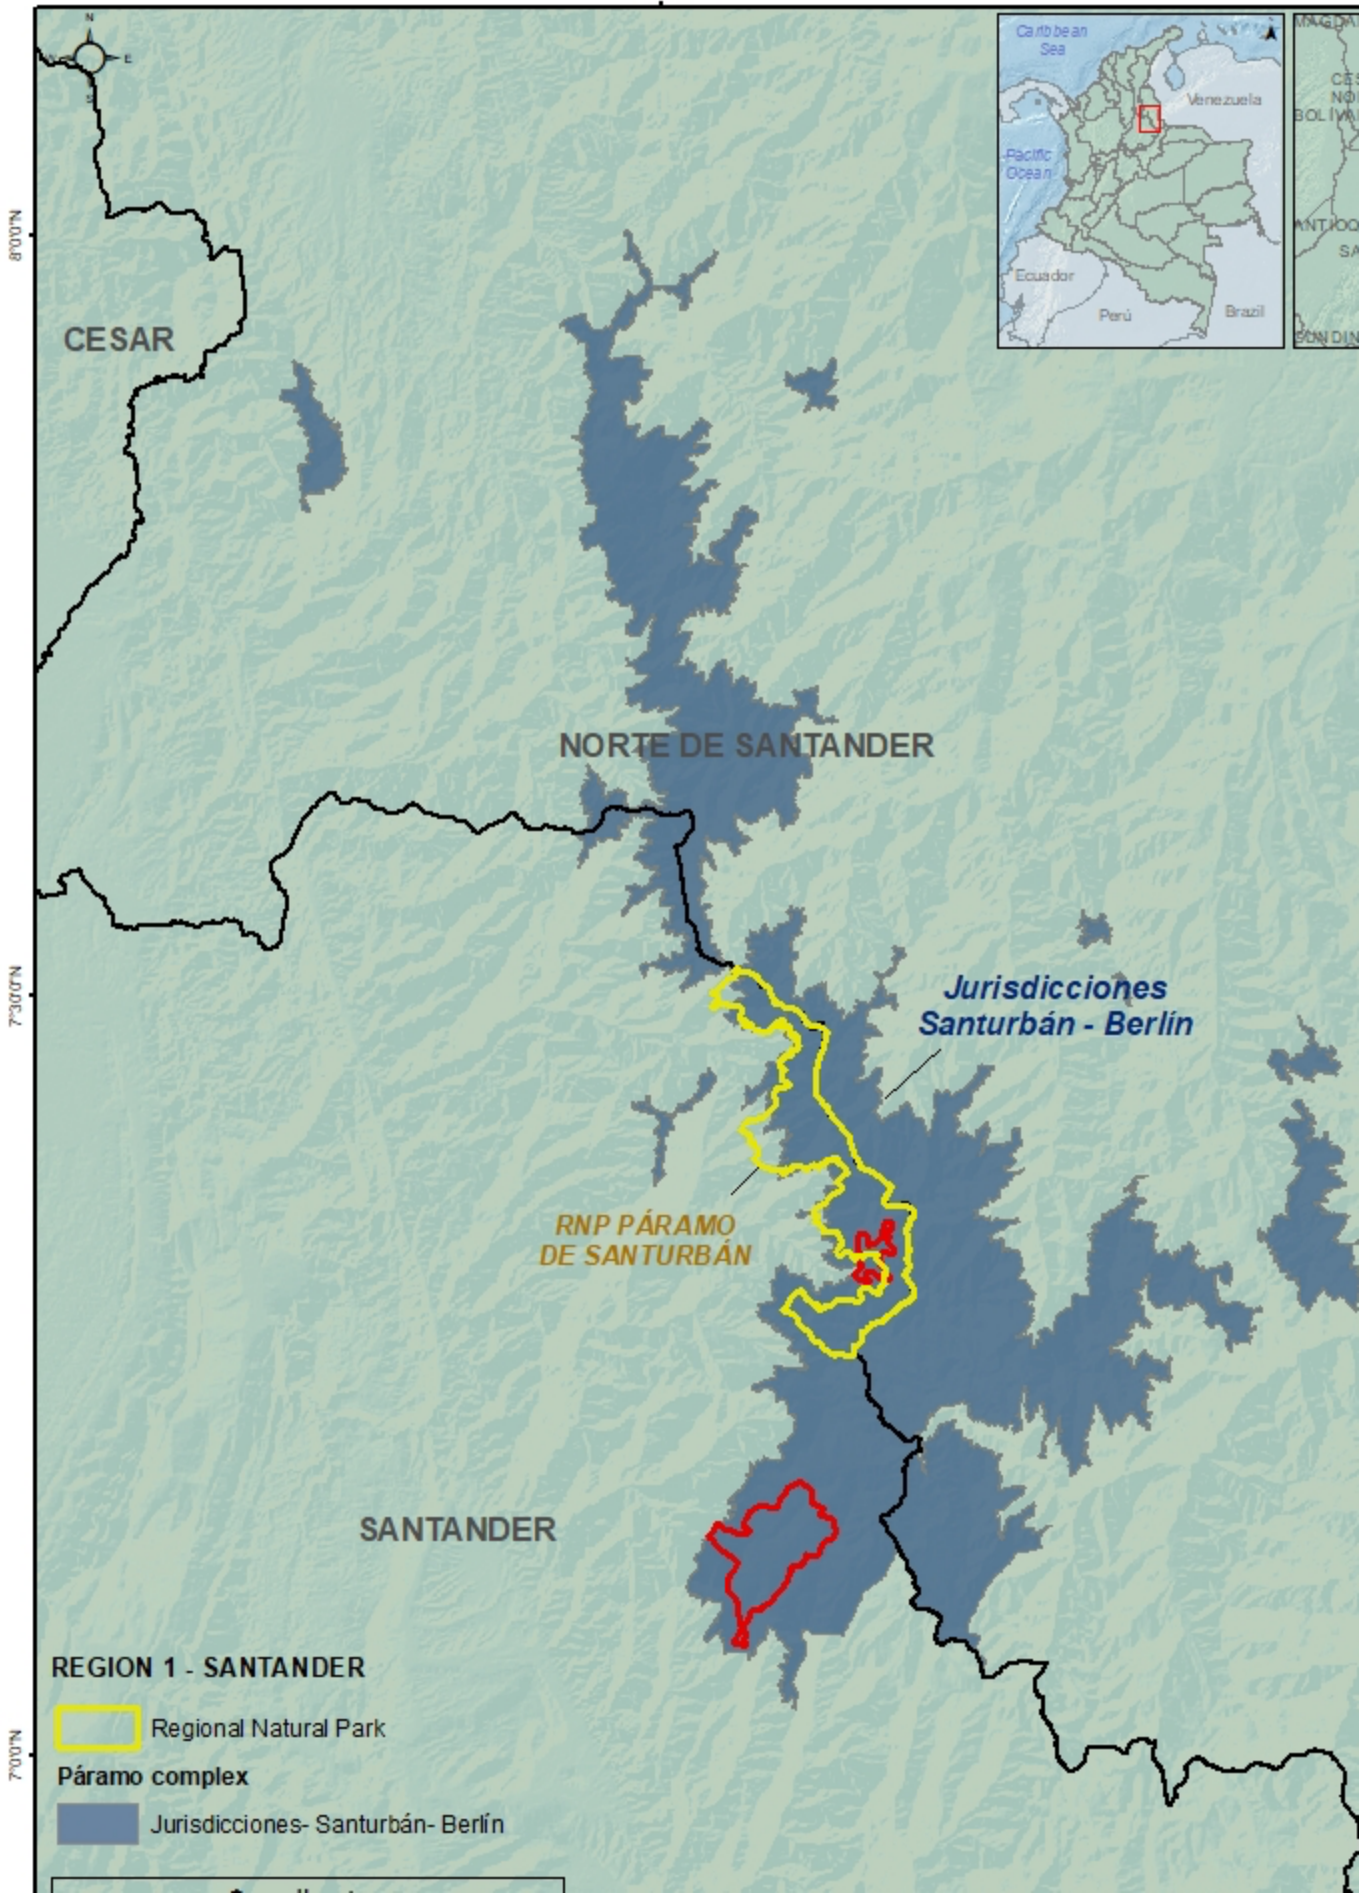 N
E
S
8°0'0"N
7°30'0"N
7°0'0"N
Caribbean
Sea
Venezuela
Pacific
Ocean
Ecuador
Perú
Brazil
CESAR
NORTE DE SANTANDER
Jurisdicciones
Santurbán - Berlín
RNP PÁRAMO
DE SANTURBÁN
SANTANDER
REGION 1 - SANTANDER
Regional Natural Park
Páramo complex
Jurisdicciones- Santurbán- Berlín